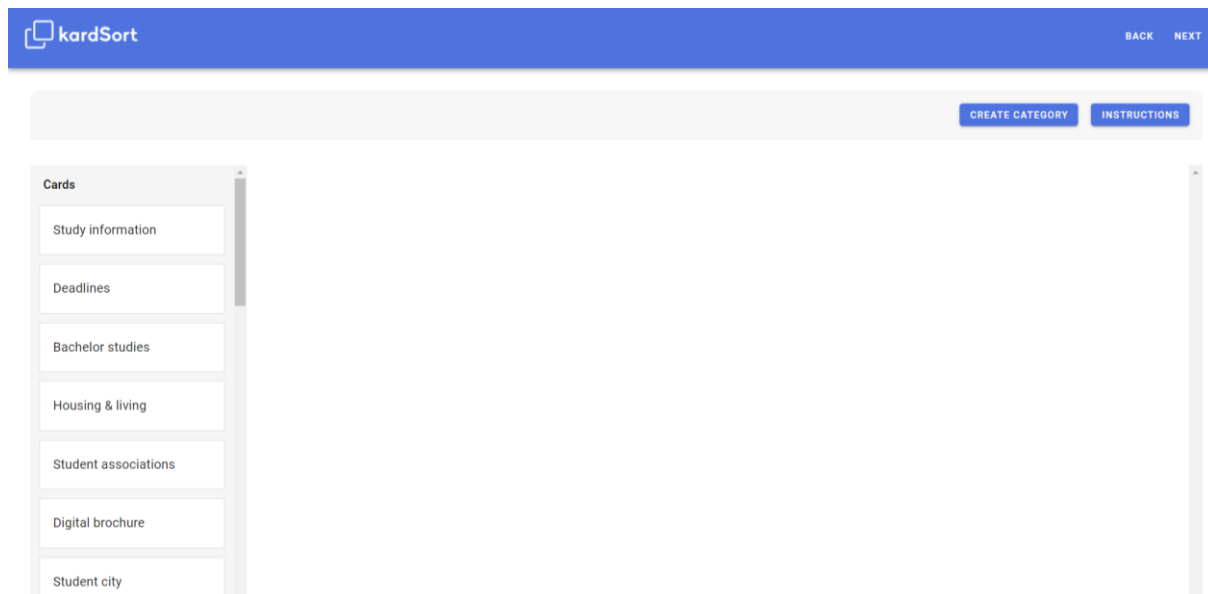 kardSort
BACK NEXT
CREATE CATEGORY INSTRUCTIONS
Cards
Study information
Deadlines
Bachelor studies
Housing & living
Student associations
Digital brochure
Student city